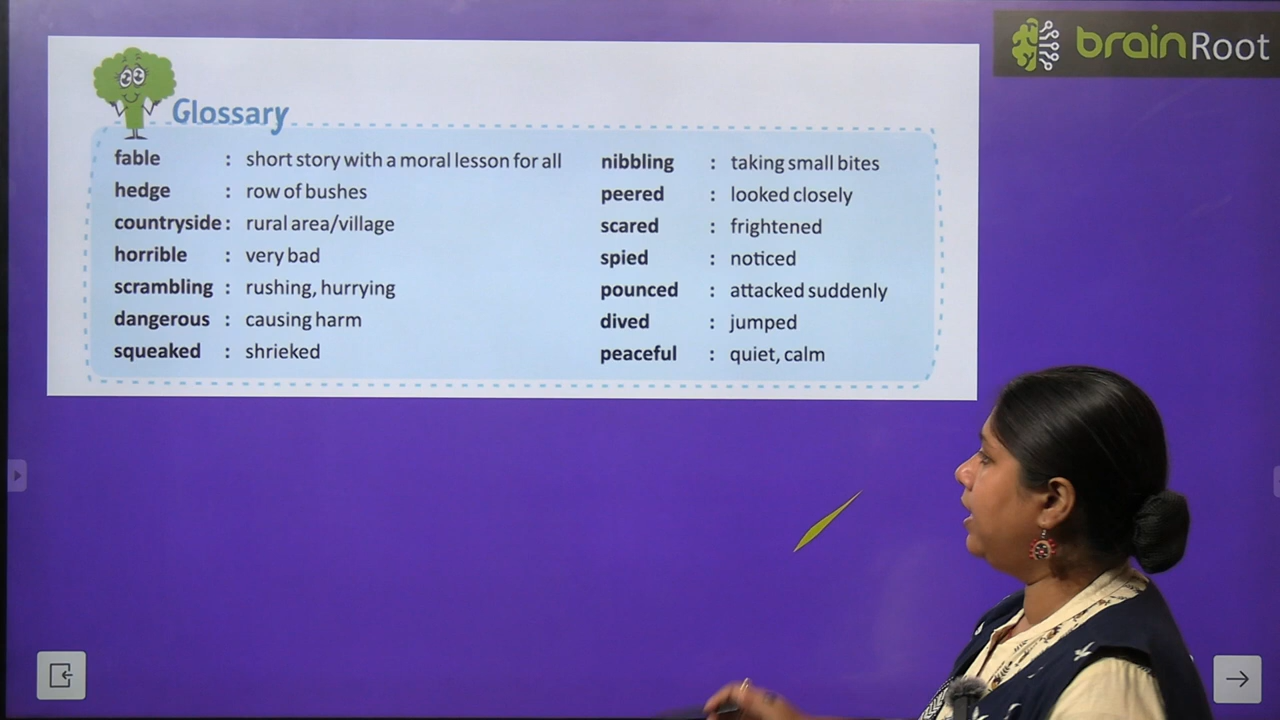 brainRoot
Glossary
fable : short story with a moral lesson for all
hedge : row of bushes
countryside : rural area/village
horrible : very bad
scrambling : rushing, hurrying
dangerous : causing harm
squeaked : shrieked
nibbling : taking small bites
peered : looked closely
scared : frightened
spied : noticed
pounced : attacked suddenly
dived : jumped
peaceful : quiet, calm